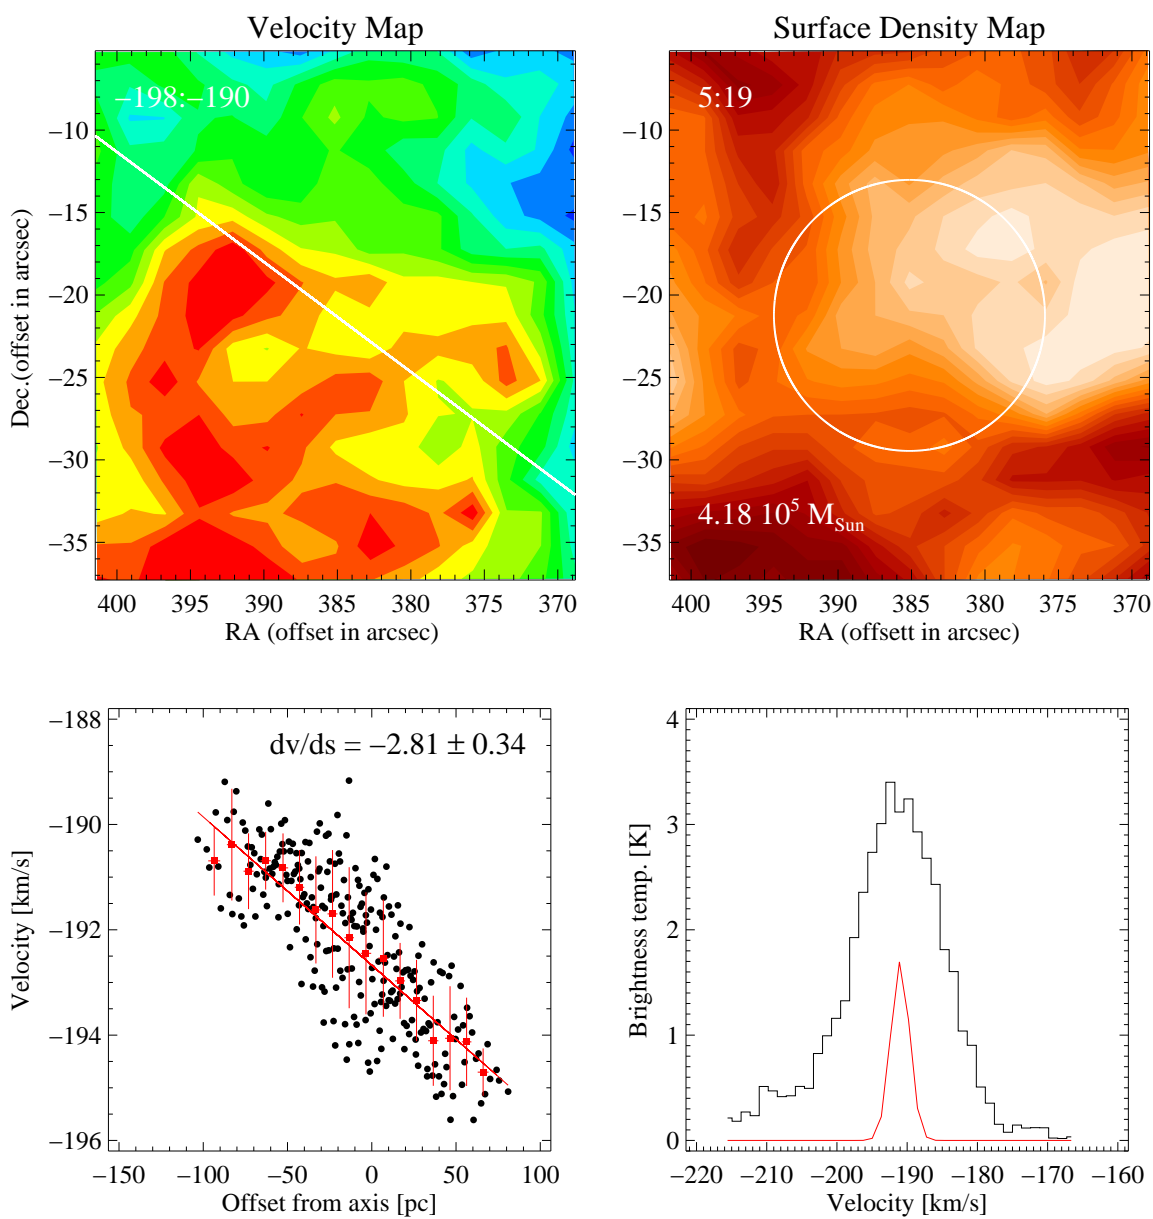 Velocity Map
–198:–190
–10
–15
–20
–25
–30
–35
Dec.(offset in arcsec)
400 395 390 385 380 375 370
RA (offset in arcsec)
Surface Density Map
5:19
4.18 10⁵ M_Sun
–10
–15
–20
–25
–30
–35
400 395 390 385 380 375 370
RA (offsett in arcsec)
dv/ds = –2.81 ± 0.34
–188
–190
–192
–194
–196
Velocity [km/s]
–150 –100 –50 0 50 100
Offset from axis [pc]
4
3
2
1
0
Brightness temp. [K]
–220 –210 –200 –190 –180 –170 –160
Velocity [km/s]